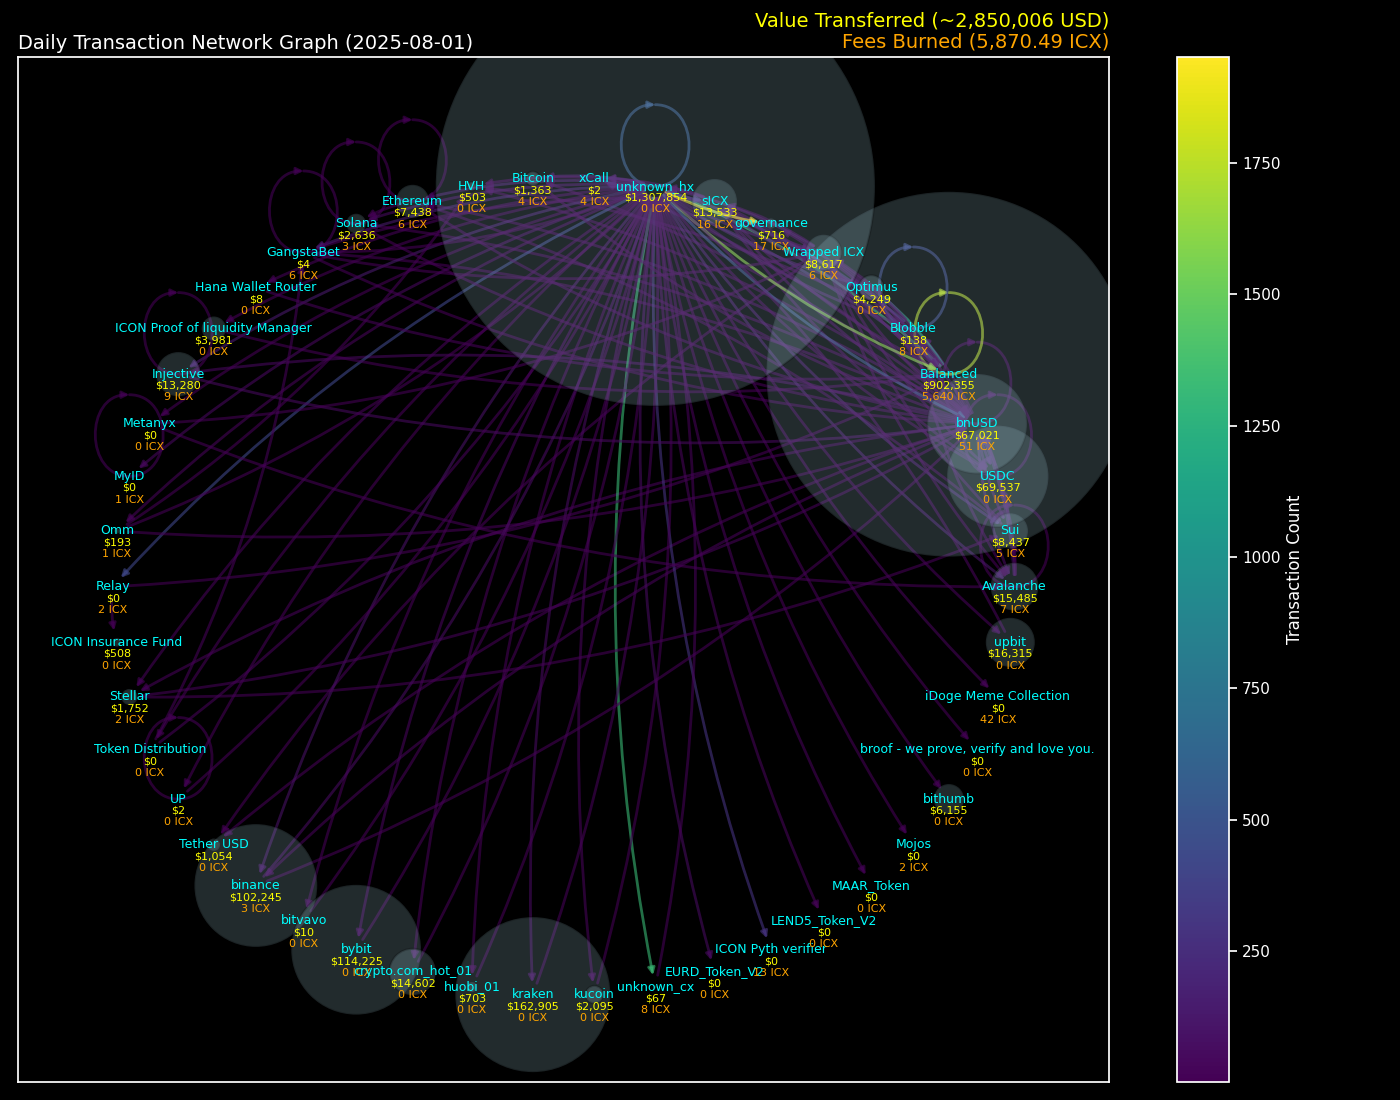 Value Transferred (~2,850,006 USD)
Daily Transaction Network Graph (2025-08-01)
Fees Burned (5,870.49 ICX)
HVH
$503
0 ICX
Bitcoin
$1,363
4 ICX
xCall
$2
4 ICX
unknown_hx
$1,307,854
0 ICX
sICX
$13,533
16 ICX
Ethereum
$7,438
6 ICX
governance
$716
17 ICX
Solana
$2,636
3 ICX
Wrapped ICX
$8,617
6 ICX
GangstaBet
$4
6 ICX
Optimus
$4,249
0 ICX
Hana Wallet Router
$8
0 ICX
Blobble
$138
8 ICX
ICON Proof of liquidity Manager
$3,981
0 ICX
Balanced
$902,355
5,640 ICX
Injective
$13,280
9 ICX
bnUSD
$67,021
51 ICX
Metanyx
$0
0 ICX
USDC
$69,537
0 ICX
MyID
$0
1 ICX
Sui
$8,437
5 ICX
Omm
$193
1 ICX
Avalanche
$15,485
7 ICX
Relay
$0
2 ICX
upbit
$16,315
0 ICX
ICON Insurance Fund
$508
0 ICX
iDoge Meme Collection
$0
42 ICX
Stellar
$1,752
2 ICX
broof - we prove, verify and love you.
$0
0 ICX
Token Distribution
$0
0 ICX
bithumb
$6,155
0 ICX
UP
$2
0 ICX
Mojos
$0
2 ICX
Tether USD
$1,054
0 ICX
MAAR_Token
$0
0 ICX
binance
$102,245
3 ICX
LEND5_Token_V2
$0
0 ICX
bitvavo
$10
0 ICX
ICON Pyth verifier
$0
13 ICX
bybit
$114,225
0 ICX
EURD_Token_V2
$0
0 ICX
crypto.com_hot_01
$14,602
0 ICX
huobi_01
$703
0 ICX
kraken
$162,905
0 ICX
kucoin
$2,095
0 ICX
unknown_cx
$67
8 ICX
1750
1500
1250
1000
750
500
250
Transaction Count